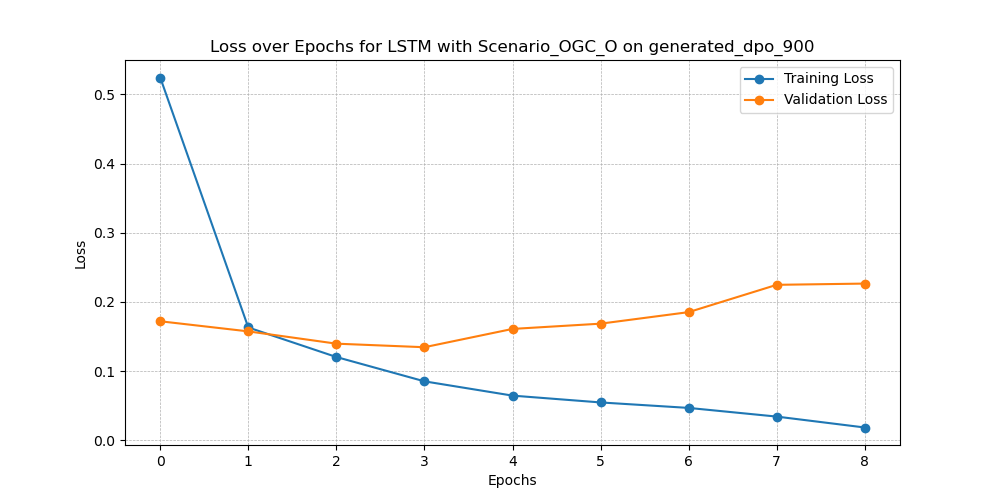 Loss over Epochs for LSTM with Scenario_OGC_O on generated_dpo_900
Training Loss
Validation Loss
0.5
0.4
0.3
0.2
0.1
0.0
Loss
0 1 2 3 4 5 6 7 8
Epochs